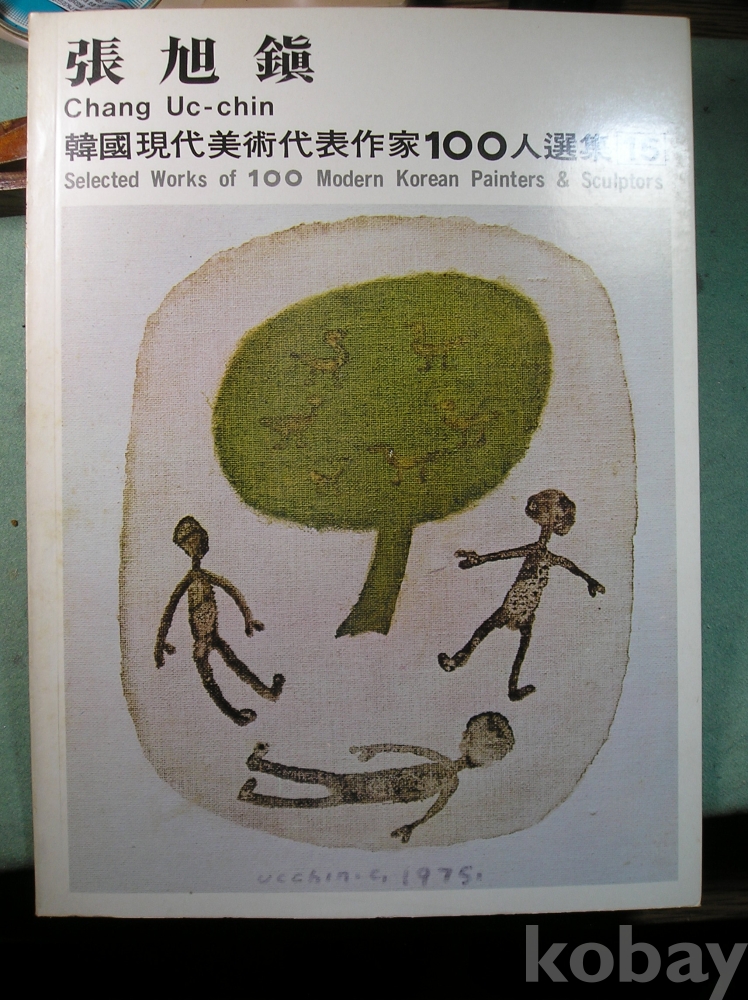 張旭鎭
Chang Uc-chin
韓國現代美術代表作家100人選集 15
Selected Works of 100 Modern Korean Painters & Sculptors
ucchin.c. 1975.
kobay